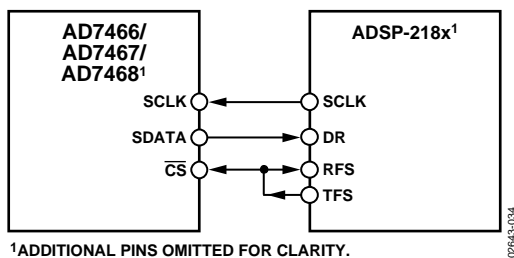 AD7466/
AD7467/
AD7468¹
ADSP-218x¹
SCLK
SCLK
SDATA
DR
CS
RFS
TFS
¹ADDITIONAL PINS OMITTED FOR CLARITY.
02643-034